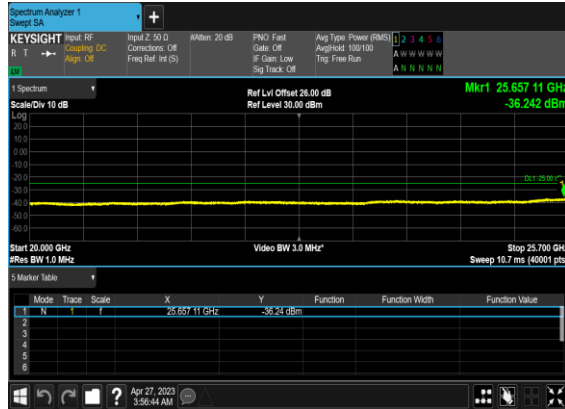 Spectrum Analyzer 1
Swept SA
+
KEYSIGHT Input: RF Input Z: 50 Ω #Atten: 20 dB PNO: Fast Avg Type: Power (RMS) 1 2 3 4 5 6
R T Coupling: DC Corrections: Off Gate: Off Avg|Hold: 100/100 A W W W W W
Align: Off Freq Ref: Int (S) IF Gain: Low Trig: Free Run
Sig Track: Off A N N N N N
1 Spectrum Ref Lvl Offset 26.00 dB Mkr1 25.657 11 GHz
Scale/Div 10 dB Ref Level 30.00 dBm -36.242 dBm
Log
20.0
10.0
0.00
-10.0
-20.0
DL1 -25.00
-30.0
-40.0
-50.0
-60.0
Start 20.000 GHz Video BW 3.0 MHz* Stop 25.700 GH
#Res BW 1.0 MHz Sweep 10.7 ms (40001 pts
5 Marker Table
Mode Trace Scale X Y Function Function Width Function Value
1 N 1 f 25.657 11 GHz -36.24 dBm
2
3
4
5
6
? Apr 27, 2023
3:56:44 AM